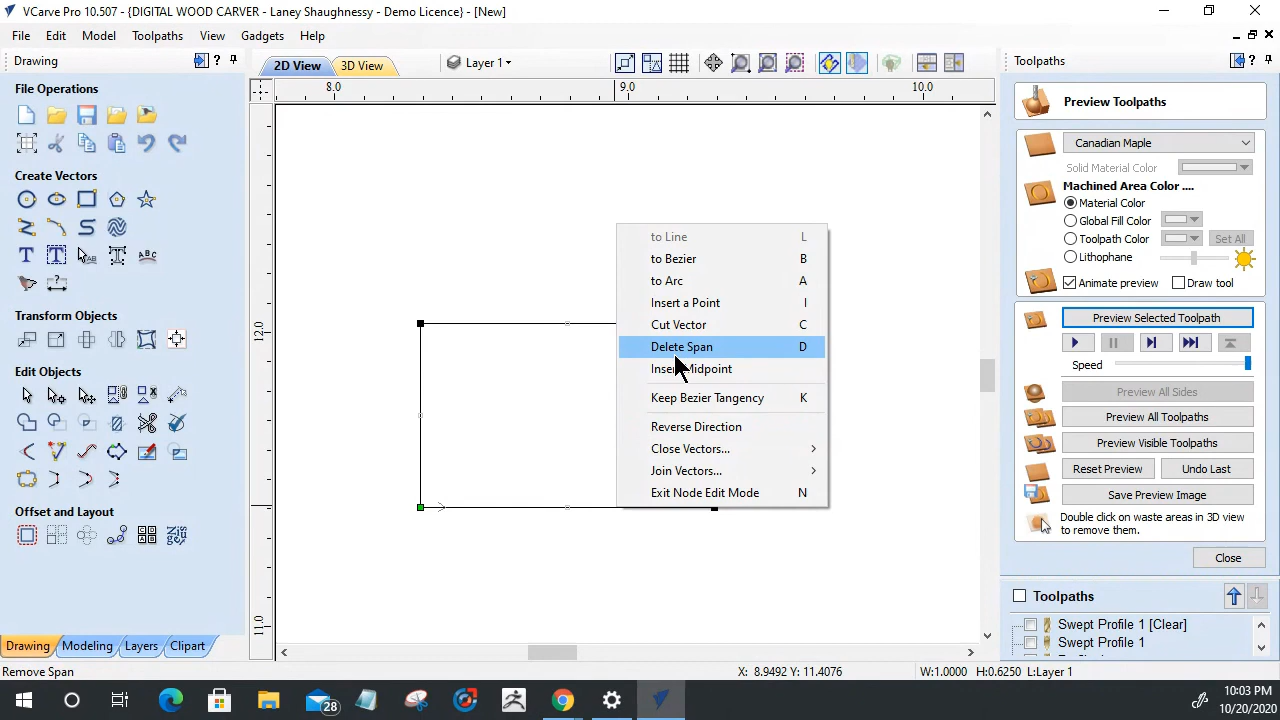 VCarve Pro 10.507 - {DIGITAL WOOD CARVER - Laney Shaughnessy - Demo Licence} - [New]
File Edit Model Toolpaths View Gadgets Help
Drawing
File Operations
Create Vectors
Transform Objects
Edit Objects
Offset and Layout
Drawing Modeling Layers Clipart
2D View 3D View Layer 1
8.0 9.0 10.0
12.0
11.0
to Line L
to Bezier B
to Arc A
Insert a Point I
Cut Vector C
Delete Span D
Insert Midpoint
Keep Bezier Tangency K
Reverse Direction
Close Vectors...
Join Vectors...
Exit Node Edit Mode N
Toolpaths
Preview Toolpaths
Canadian Maple
Solid Material Color
Machined Area Color ....
Material Color
Global Fill Color
Toolpath Color Set All
Lithophane
Animate preview Draw tool
Preview Selected Toolpath
Speed
Preview All Sides
Preview All Toolpaths
Preview Visible Toolpaths
Reset Preview Undo Last
Save Preview Image
Double click on waste areas in 3D view
to remove them.
Close
Toolpaths
Swept Profile 1 [Clear]
Swept Profile 1
Remove Span
X: 8.9492 Y: 11.4076
W:1.0000 H:0.6250 L:Layer 1
28
10:03 PM
10/20/2020